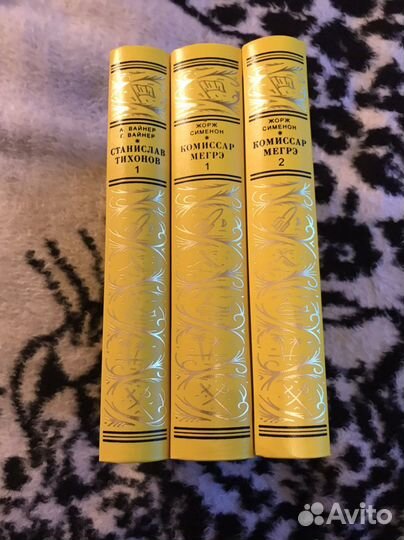 А. ВАЙНЕР
Г. ВАЙНЕР
СТАНИСЛАВ
ТИХОНОВ
1
ЖОРЖ
СИМЕНОН
КОМИССАР
МЕГРЭ
1
ЖОРЖ
СИМЕНОН
КОМИССАР
МЕГРЭ
2
Avito